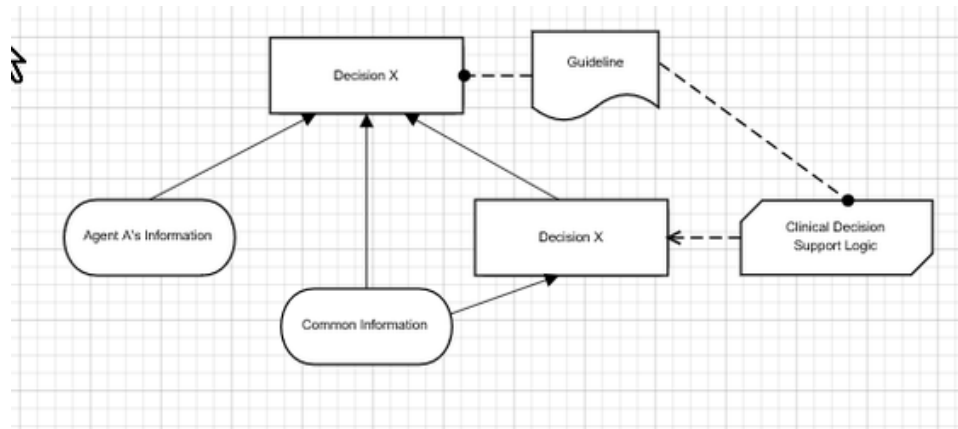 Decision X
Guideline
Agent A's Information
Decision X
Clinical Decision
Support Logic
Common Information